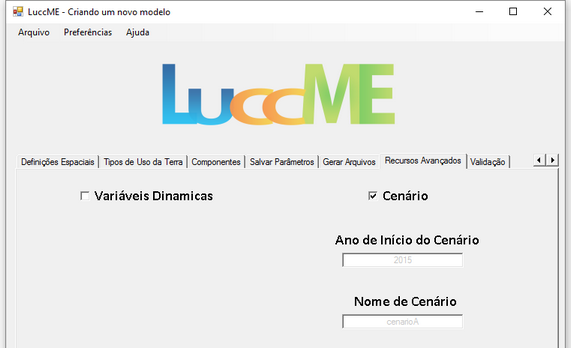 LuccME - Criando um novo modelo
Arquivo Preferências Ajuda
LuccME
Definições Espaciais Tipos de Uso da Terra Componentes Salvar Parâmetros Gerar Arquivos Recursos Avançados Validação
Variáveis Dinamicas Cenário
Ano de Início do Cenário
2015
Nome de Cenário
cenarioA